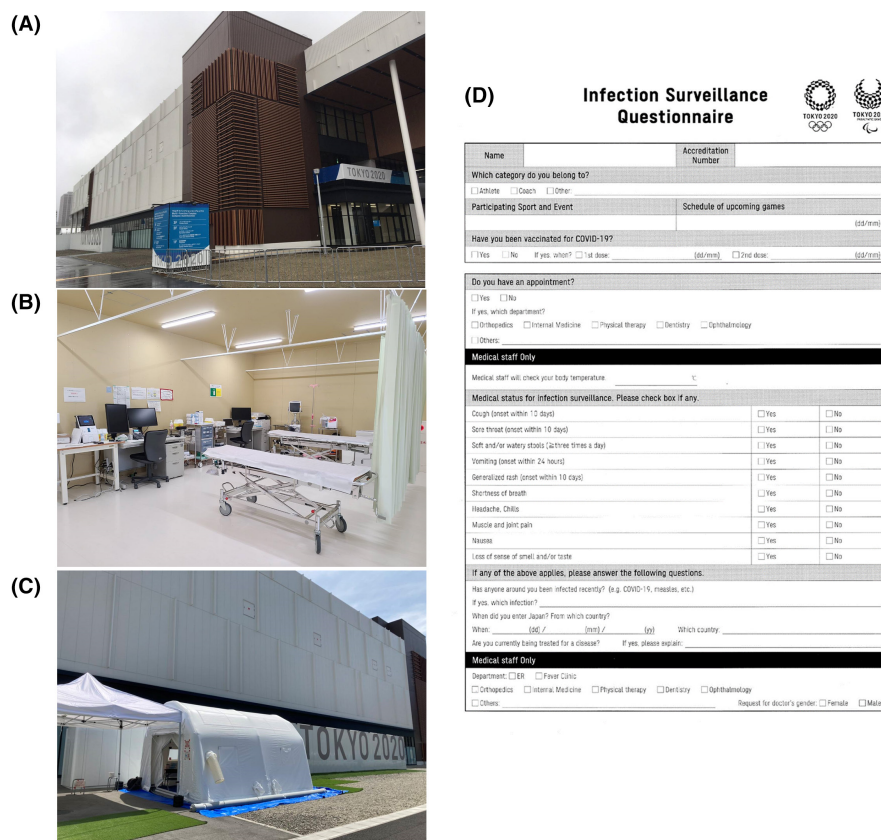 (A)
TOKYO 2020
2020
(B)
(C)
TOKYO 2020
(D)
Infection Surveillance
Questionnaire
TOKYO 2020
TOKYO 20
Name
Accreditation
Number
Which category do you belong to?
Athlete Coach Other:
Participating Sport and Event Schedule of upcoming games
(dd/mm)
Have you been vaccinated for COVID-19?
Yes No If yes, when? 1st dose: (dd/mm) 2nd dose: (dd/mm)
Do you have an appointment?
Yes No
If yes, which department?
Orthopedics Internal Medicine Physical therapy Dentistry Ophthalmology
Others:
Medical staff Only
Medical staff will check your body temperature ℃
Medical status for infection surveillance. Please check box if any.
Cough (onset within 10 days) Yes No
Sore throat (onset within 10 days) Yes No
Soft and/or watery stools (≧three times a day) Yes No
Vomiting (onset within 24 hours) Yes No
Generalized rash (onset within 10 days) Yes No
Shortness of breath Yes No
Headache, Chills Yes No
Muscle and joint pain Yes No
Nausea Yes No
Loss of sense of smell and/or taste Yes No
If any of the above applies, please answer the following questions.
Has anyone around you been infected recently? (e.g. COVID-19, measles, etc.)
If yes, which infection?
When did you enter Japan? From which country?
When: (dd) / (mm) / (yy) Which country:
Are you currently being treated for a disease? If yes, please explain:
Medical staff Only
Department: ER Fever Clinic
Orthopedics Internal Medicine Physical therapy Dentistry Ophthalmology
Others: Request for doctor's gender: Female Male